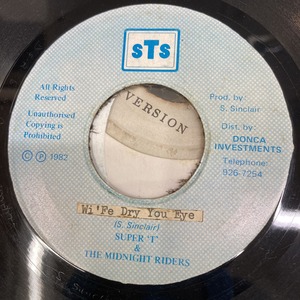 STS
All Rights
Reserved
Unauthorised
Copying is
Prohibited
© ℗ 1982
Prod. by:
S. Sinclair
Dist. by:
DONCA
INVESTMENTS
Telephone:
926-7254
VERSION
Wi'Fe Dry You Eye
(S. Sinclair)
SUPER 'T'
&
THE MIDNIGHT RIDERS